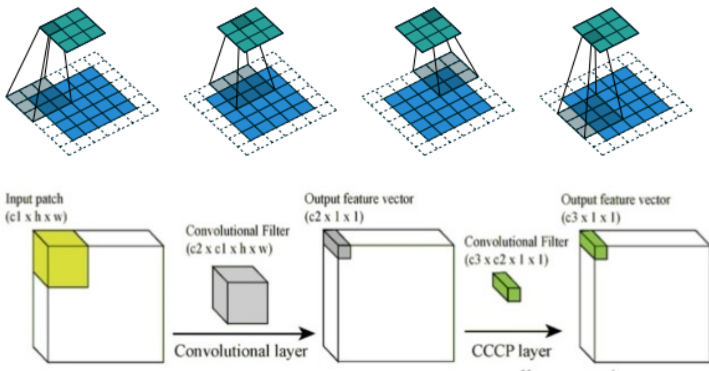 Input patch
(c1 x h x w)
Output feature vector
(c2 x 1 x 1)
Output feature vector
(c3 x 1 x 1)
Convolutional Filter
(c2 x c1 x h x w)
Convolutional Filter
(c3 x c2 x 1 x 1)
Convolutional layer
CCCP layer